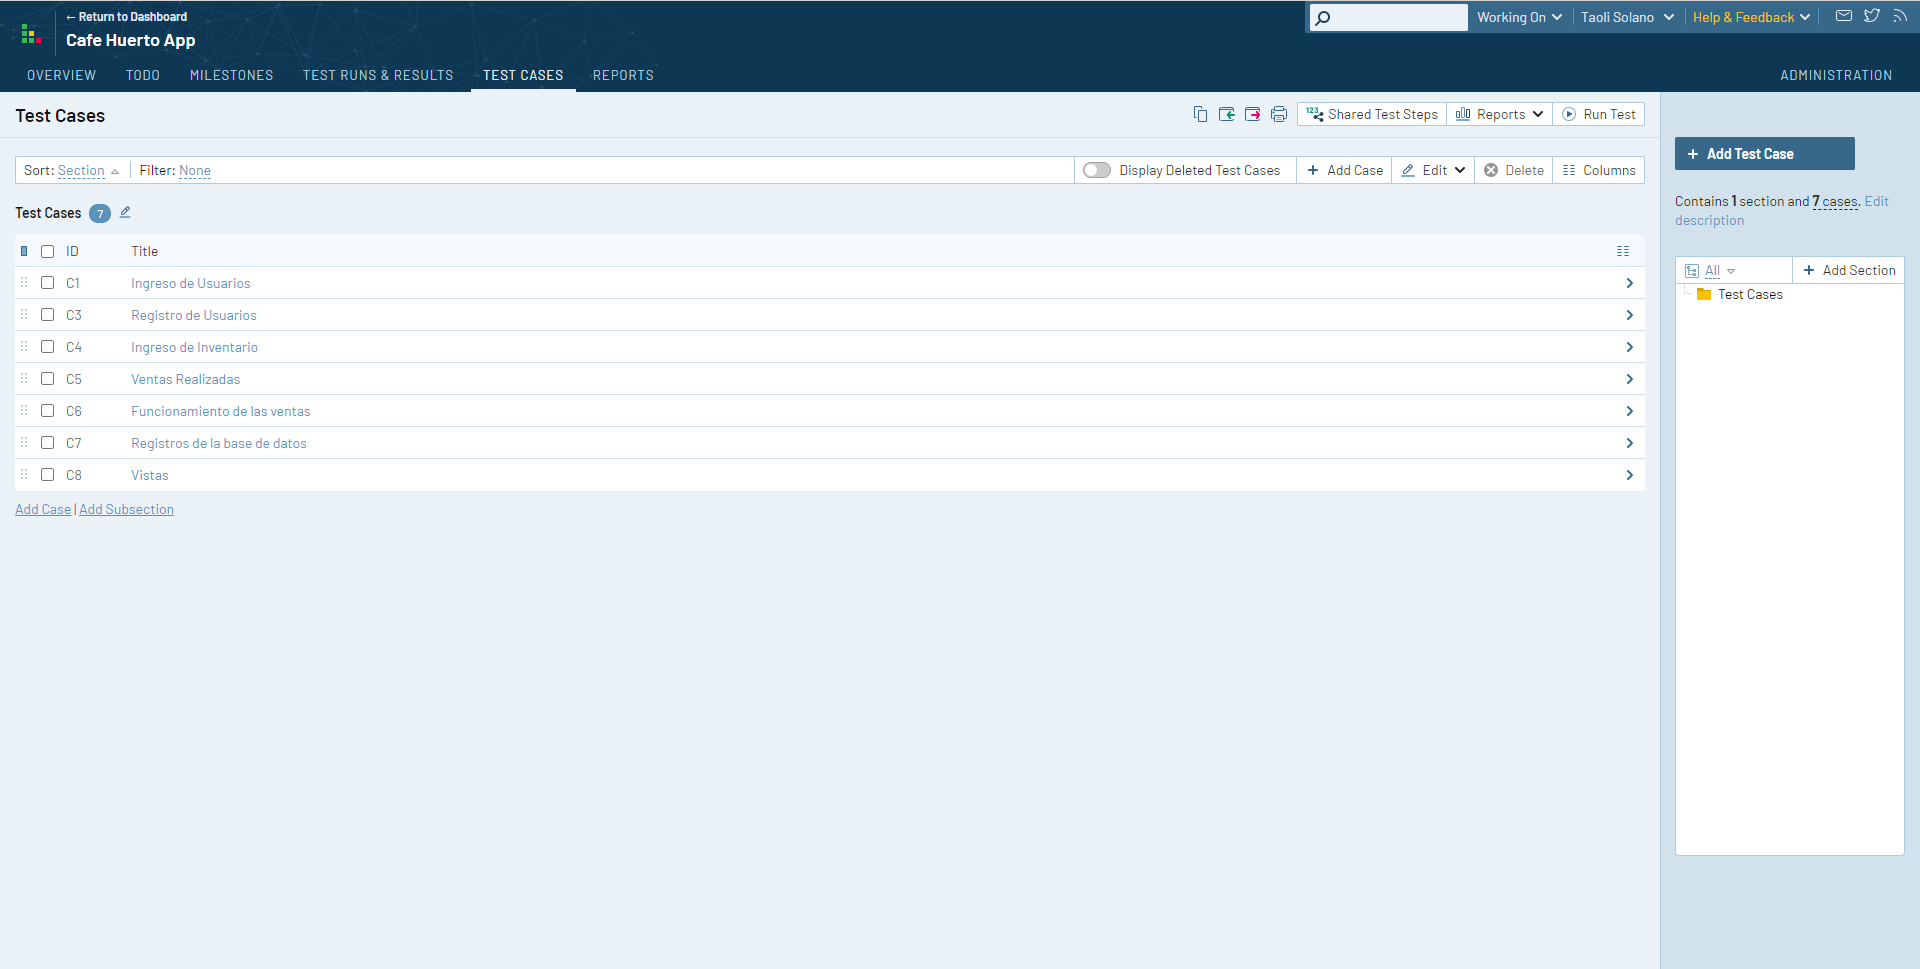 ← Return to Dashboard
Cafe Huerto App
Working On
Taoli Solano
Help & Feedback
OVERVIEW
TODO
MILESTONES
TEST RUNS & RESULTS
TEST CASES
REPORTS
ADMINISTRATION
Test Cases
123 Shared Test Steps
Reports
Run Test
Sort: Section
Filter: None
Display Deleted Test Cases
+ Add Case
Edit
Delete
Columns
Test Cases 7
ID Title
C1 Ingreso de Usuarios
C3 Registro de Usuarios
C4 Ingreso de Inventario
C5 Ventas Realizadas
C6 Funcionamiento de las ventas
C7 Registros de la base de datos
C8 Vistas
Add Case | Add Subsection
+ Add Test Case
Contains 1 section and 7 cases. Edit
description
All
+ Add Section
Test Cases